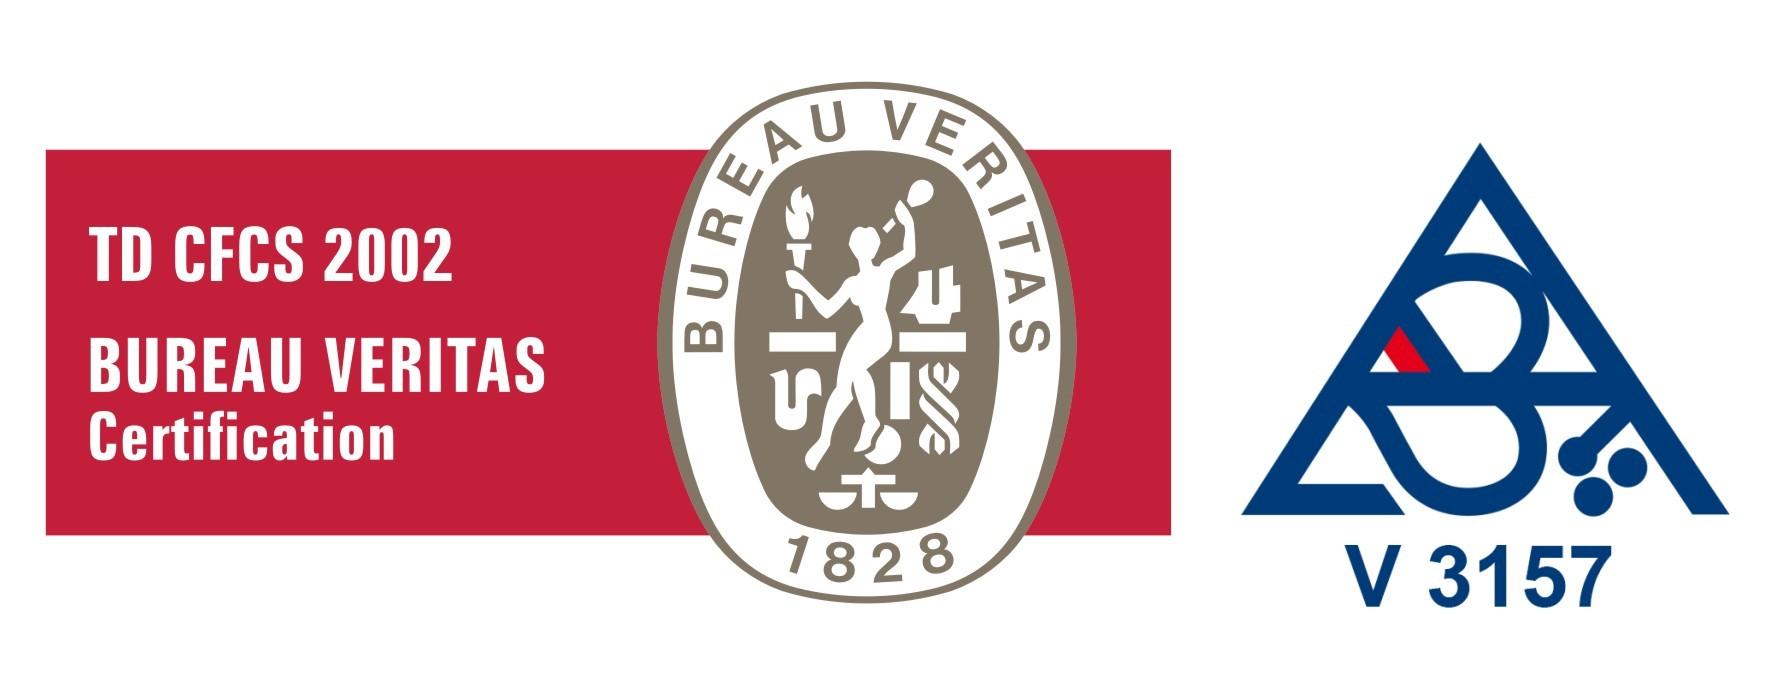 TD CFCS 2002
BUREAU VERITAS
Certification
BUREAU VERITAS
1828
V 3157